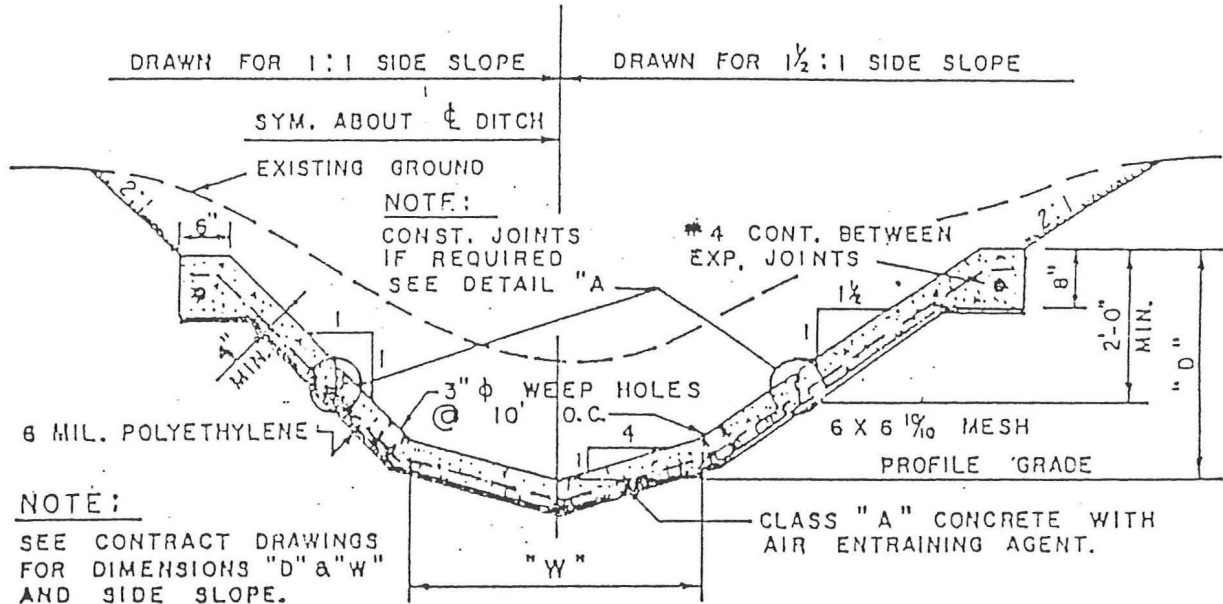 DRAWN FOR 1:1 SIDE SLOPE
DRAWN FOR 1½:1 SIDE SLOPE
SYM. ABOUT ℄ DITCH
EXISTING GROUND
2:1
6"
NOTE:
CONST. JOINTS
IF REQUIRED
SEE DETAIL "A
#4 CONT. BETWEEN
EXP. JOINTS
2:1
8"
2'-0"
MIN.
"D"
1½
1
1
1
4"
MIN.
3" ϕ WEEP HOLES
@ 10' O.C.
6 MIL. POLYETHYLENE
4
1
6 X 6 10/10 MESH
PROFILE GRADE
NOTE:
SEE CONTRACT DRAWINGS
FOR DIMENSIONS "D" & "W"
AND SIDE SLOPE.
"W"
CLASS "A" CONCRETE WITH
AIR ENTRAINING AGENT.